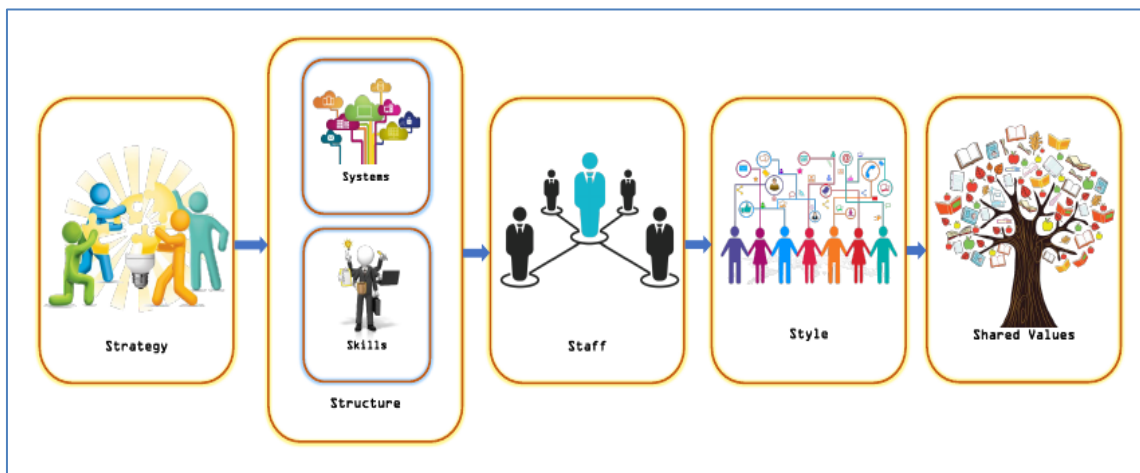 Strategy
Systems
Skills
Structure
Staff
Style
Shared Values